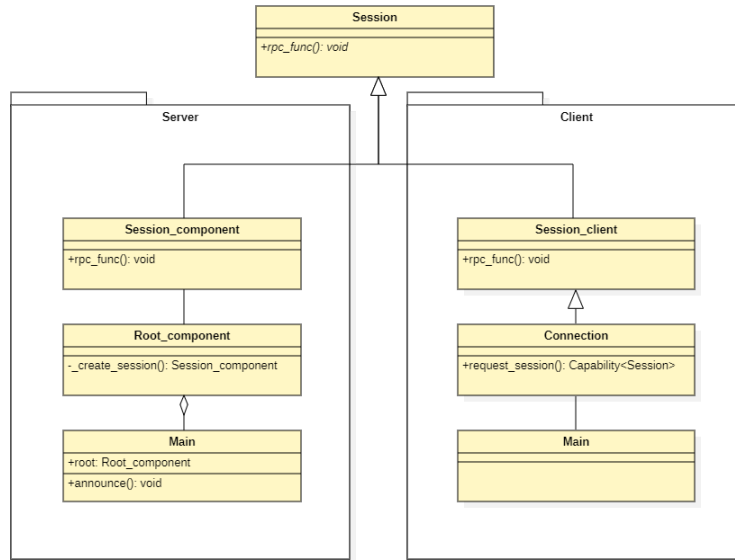 Session
+rpc_func(): void
Server
Client
Session_component
+rpc_func(): void
Session_client
+rpc_func(): void
Root_component
-_create_session(): Session_component
Connection
+request_session(): Capability<Session>
Main
+root: Root_component
+announce(): void
Main